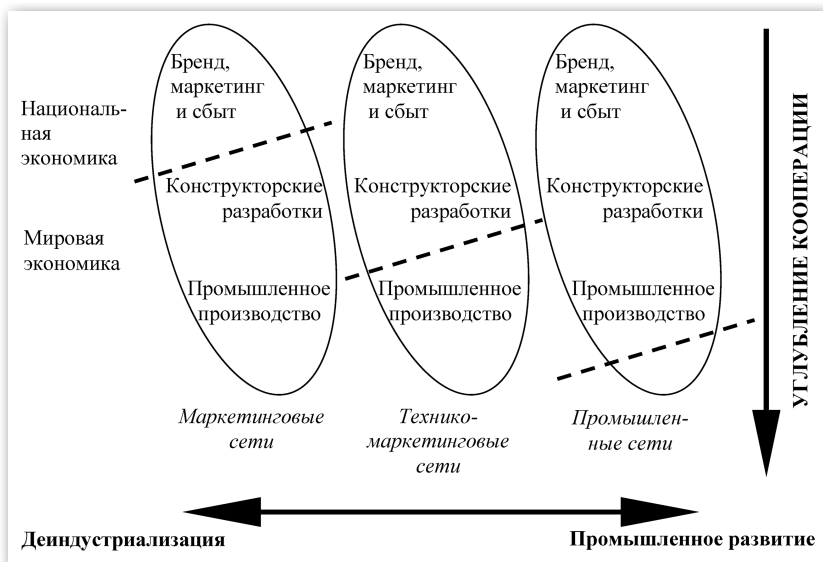 Националь-
ная
экономика
Мировая
экономика
Бренд,
маркетинг
и сбыт
Конструкторские
разработки
Промышленное
производство
Маркетинговые
сети
Бренд,
маркетинг
и сбыт
Конструкторские
разработки
Промышленное
производство
Технико-
маркетинговые
сети
Бренд,
маркетинг
и сбыт
Конструкторские
разработки
Промышленное
производство
Промышлен-
ные сети
УГЛУБЛЕНИЕ КООПЕРАЦИИ
Деиндустриализация
Промышленное развитие